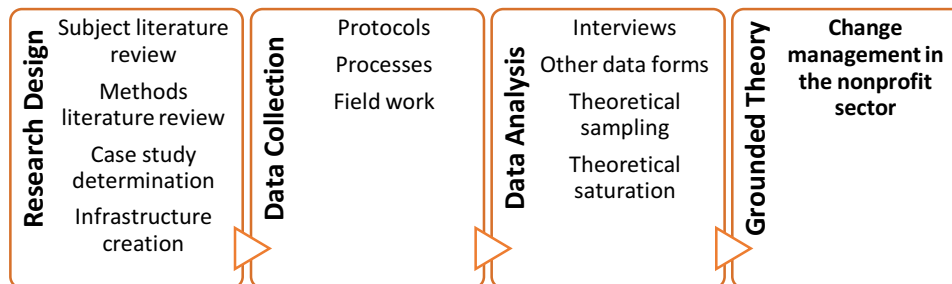 Research Design
Subject literature
review
Methods
literature review
Case study
determination
Infrastructure
creation
Data Collection
Protocols
Processes
Field work
Data Analysis
Interviews
Other data forms
Theoretical
sampling
Theoretical
saturation
Grounded Theory
Change
management in
the nonprofit
sector